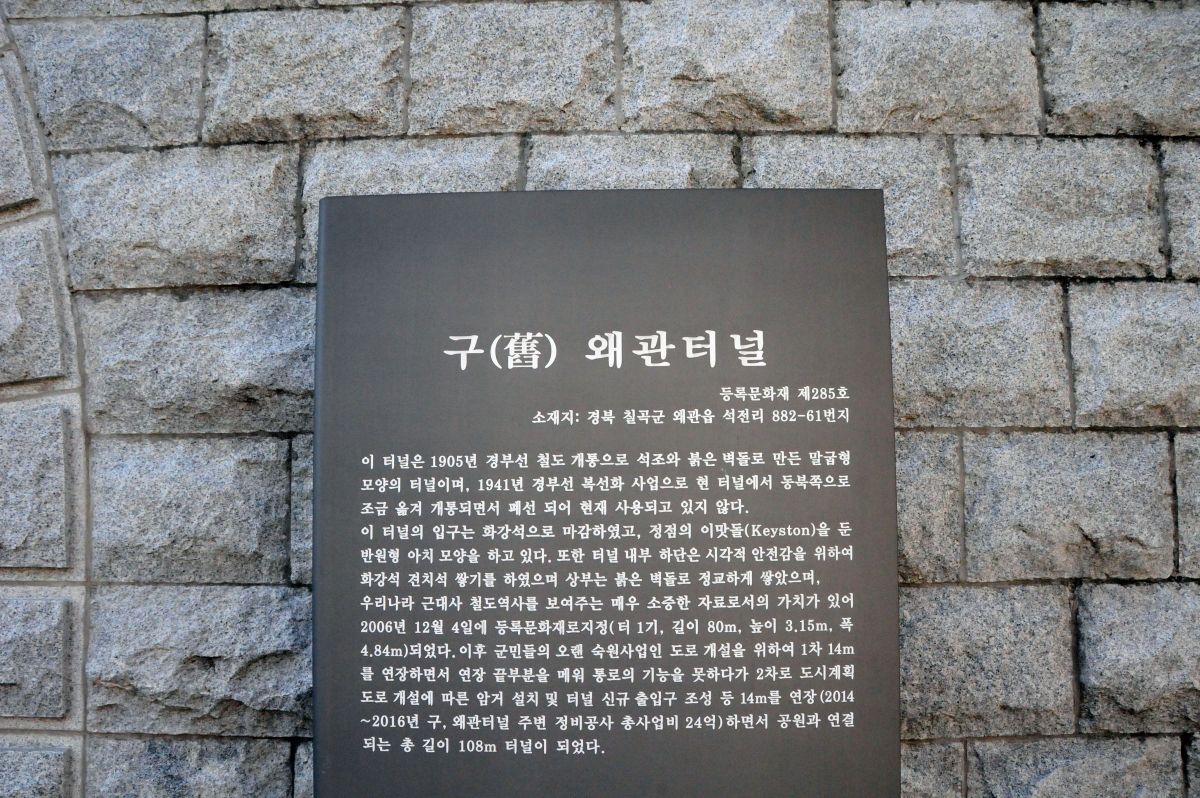 구(舊) 왜관터널
등록문화재 제285호
소재지: 경북 칠곡군 왜관읍 석전리 882-61번지
이 터널은 1905년 경부선 철도 개통으로 석조와 붉은 벽돌로 만든 말굽형
모양의 터널이며, 1941년 경부선 복선화 사업으로 현 터널에서 동북쪽으로
조금 옮겨 개통되면서 폐선 되어 현재 사용되고 있지 않다.
이 터널의 입구는 화강석으로 마감하였고, 정점의 이맛돌(Keyston)을 둔
반원형 아치 모양을 하고 있다. 또한 터널 내부 하단은 시각적 안전감을 위하여
화강석 견치석 쌓기를 하였으며 상부는 붉은 벽돌로 정교하게 쌓았으며,
우리나라 근대사 철도역사를 보여주는 매우 소중한 자료로서의 가치가 있어
2006년 12월 4일에 등록문화재로지정(터 1기, 길이 80m, 높이 3.15m, 폭
4.84m)되었다. 이후 군민들의 오랜 숙원사업인 도로 개설을 위하여 1차 14m
를 연장하면서 연장 끝부분을 메워 통로의 기능을 못하다가 2차로 도시계획
도로 개설에 따른 암거 설치 및 터널 신규 출입구 조성 등 14m를 연장(2014
~2016년 구, 왜관터널 주변 정비공사 총사업비 24억)하면서 공원과 연결
되는 총 길이 108m 터널이 되었다.